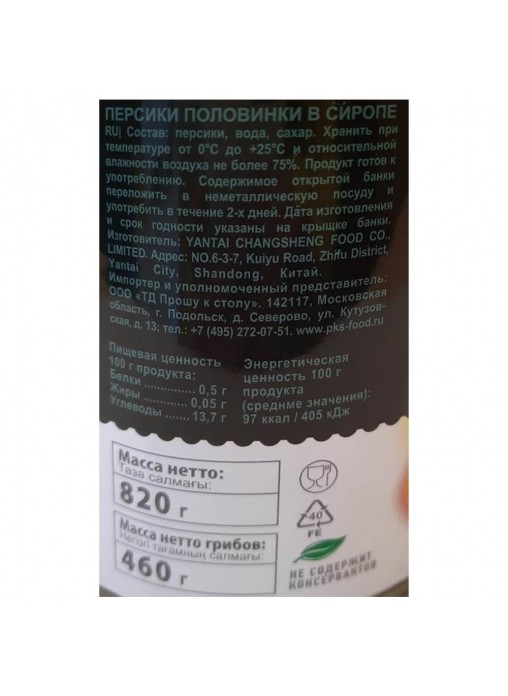 ПЕРСИКИ ПОЛОВИНКИ В СИРОПЕ
RU| Состав: персики, вода, сахар. Хранить при
температуре от 0°С до +25°С и относительной
влажности воздуха не более 75%. Продукт готов к
употреблению. Содержимое открытой банки
переложить в неметаллическую посуду и
употребить в течение 2-х дней. Дата изготовления
и срок годности указаны на крыщке банки.
Изготовитель: YANTAI CHANGSHENG FOOD CO.,
LIMITED. Адрес: NO.6-3-7, Kuiyu Road, Zhifu District,
Yantai City, Shandong, Китай.
Импортер и уполномоченный представитель:
ООО «ТД Прошу к столу». 142117, Московская
область, г. Подольск, д. Северово, ул. Кутузов-
ская, д. 13; тел.: +7 (495) 272-07-51. www.pks-food.ru
Пищевая ценность
100 г продукта:
Белки ............... 0,5 г
Жиры ............. 0,05 г
Углеводы ....... 13,7 г
Энергетическая
ценность 100 г
продукта
(средние значения):
97 ккал / 405 кДж
Масса нетто:
Таза салмағы:
820 г
Масса нетто грибов:
Негізгі тағамның салмағы:
460 г
40
FE
НЕ СОДЕРЖИТ
КОНСЕРВАНТОВ